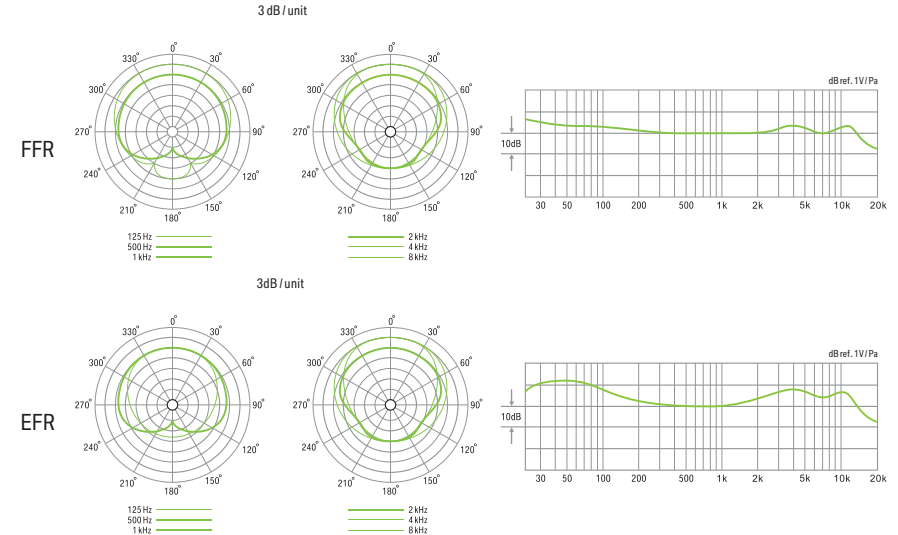 3 dB / unit
0°
330° 30°
300° 60°
270° 90°
240° 120°
210° 150°
180°
125 Hz
500 Hz
1 kHz
0°
330° 30°
300° 60°
270° 90°
240° 120°
210° 150°
180°
2 kHz
4 kHz
8 kHz
FFR
dB ref. 1V / Pa
10dB
30 50 100 200 500 1k 2k 5k 10k 20k
3dB / unit
0°
330° 30°
300° 60°
270° 90°
240° 120°
210° 150°
180°
125 Hz
500 Hz
1 kHz
0°
330° 30°
300° 60°
270° 90°
240° 120°
210° 150°
180°
2 kHz
4 kHz
8 kHz
EFR
dB ref. 1V / Pa
10dB
30 50 100 200 500 1k 2k 5k 10k 20k